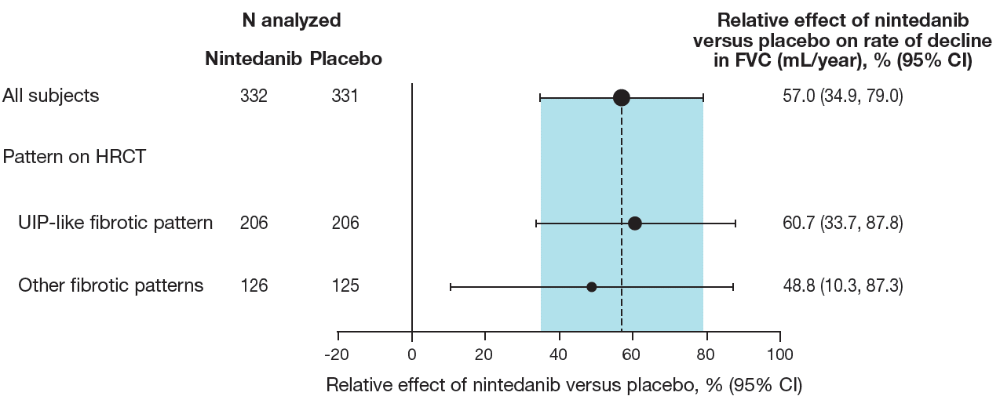 N analyzed
Nintedanib Placebo
Relative effect of nintedanib
versus placebo on rate of decline
in FVC (mL/year), % (95% CI)
All subjects 332 331 57.0 (34.9, 79.0)
Pattern on HRCT
UIP-like fibrotic pattern 206 206 60.7 (33.7, 87.8)
Other fibrotic patterns 126 125 48.8 (10.3, 87.3)
-20 0 20 40 60 80 100
Relative effect of nintedanib versus placebo, % (95% CI)